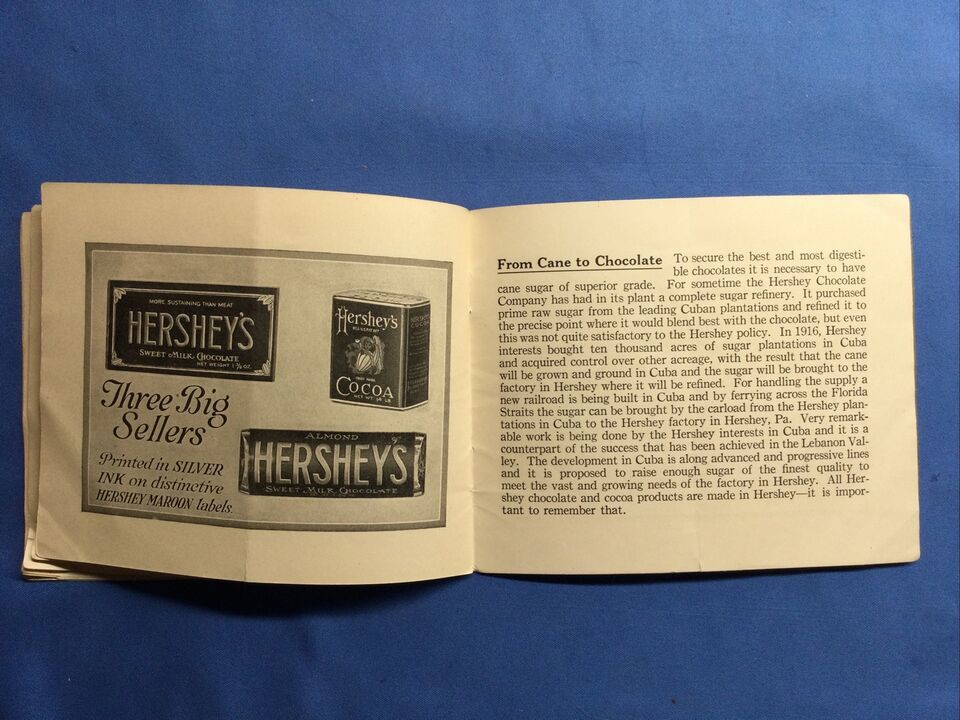 MORE SUSTAINING THAN MEAT
HERSHEY'S
SWEET MILK CHOCOLATE
NET WEIGHT 1 ⅜ OZ.
Hershey's
COCOA
Three Big
Sellers
ALMOND
HERSHEY'S
SWEET MILK CHOCOLATE
Printed in SILVER
INK on distinctive
HERSHEY MAROON labels.
From Cane to Chocolate To secure the best and most digesti-
ble chocolates it is necessary to have
cane sugar of superior grade. For sometime the Hershey Chocolate
Company has had in its plant a complete sugar refinery. It purchased
prime raw sugar from the leading Cuban plantations and refined it to
the precise point where it would blend best with the chocolate, but even
this was not quite satisfactory to the Hershey policy. In 1916, Hershey
interests bought ten thousand acres of sugar plantations in Cuba
and acquired control over other acreage, with the result that the cane
will be grown and ground in Cuba and the sugar will be brought to the
factory in Hershey where it will be refined. For handling the supply a
new railroad is being built in Cuba and by ferrying across the Florida
Straits the sugar can be brought by the carload from the Hershey plan-
tations in Cuba to the Hershey factory in Hershey, Pa. Very remark-
able work is being done by the Hershey interests in Cuba and it is a
counterpart of the success that has been achieved in the Lebanon Val-
ley. The development in Cuba is along advanced and progressive lines
and it is proposed to raise enough sugar of the finest quality to
meet the vast and growing needs of the factory in Hershey. All Her-
shey chocolate and cocoa products are made in Hershey—it is impor-
tant to remember that.